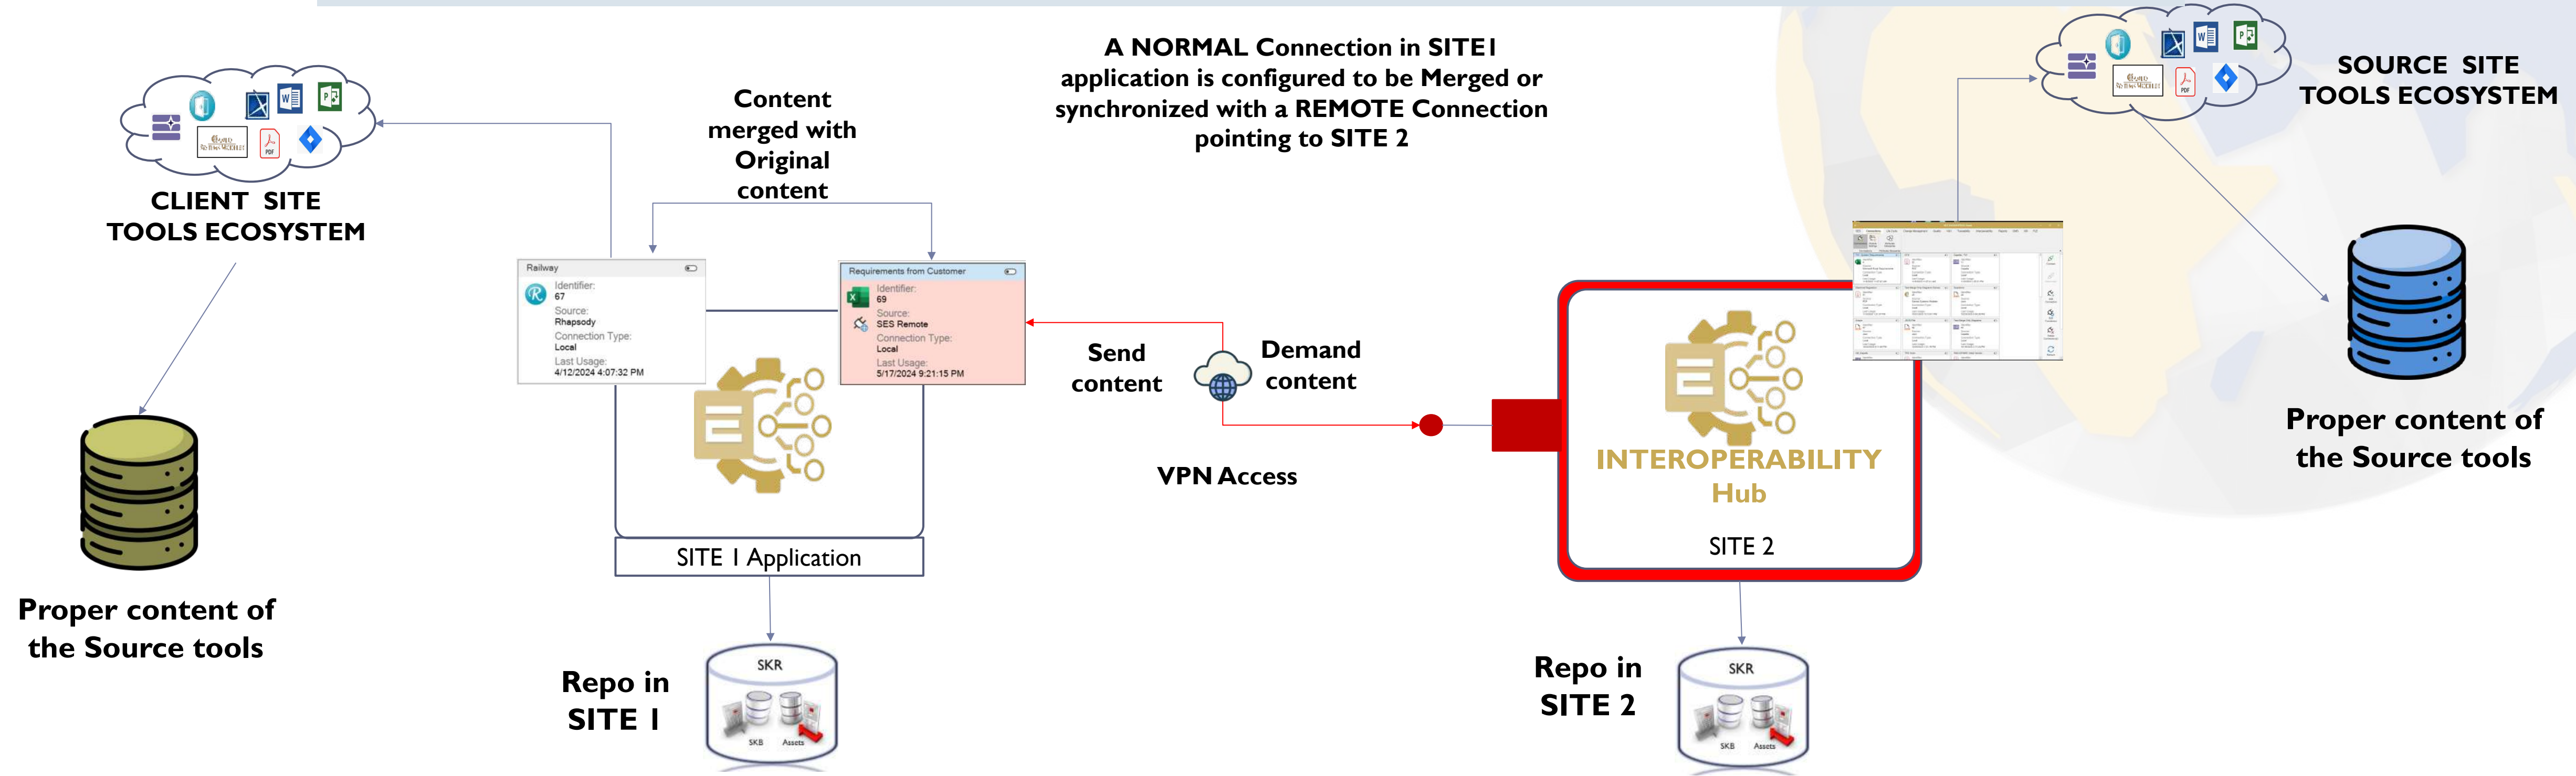 A NORMAL Connection in SITE1
application is configured to be Merged or
synchronized with a REMOTE Connection
pointing to SITE 2
SOURCE SITE
TOOLS ECOSYSTEM
PDF
Content
merged with
Original
content
PDF
CLIENT SITE
TOOLS ECOSYSTEM
Railway
Identifier:
67
Source:
Rhapsody
Connection Type:
Local
Last Usage:
4/12/2024 4:07:32 PM
Requirements from Customer
Identifier:
69
Source:
SES Remote
Connection Type:
Local
Last Usage:
5/17/2024 9:21:15 PM
Send
content
Demand
content
VPN Access
INTEROPERABILITY
Hub
SITE 2
Proper content of
the Source tools
SITE 1 Application
Proper content of
the Source tools
Repo in
SITE 1
SKR
SKB
Assets
Repo in
SITE 2
SKR
SKB
Assets